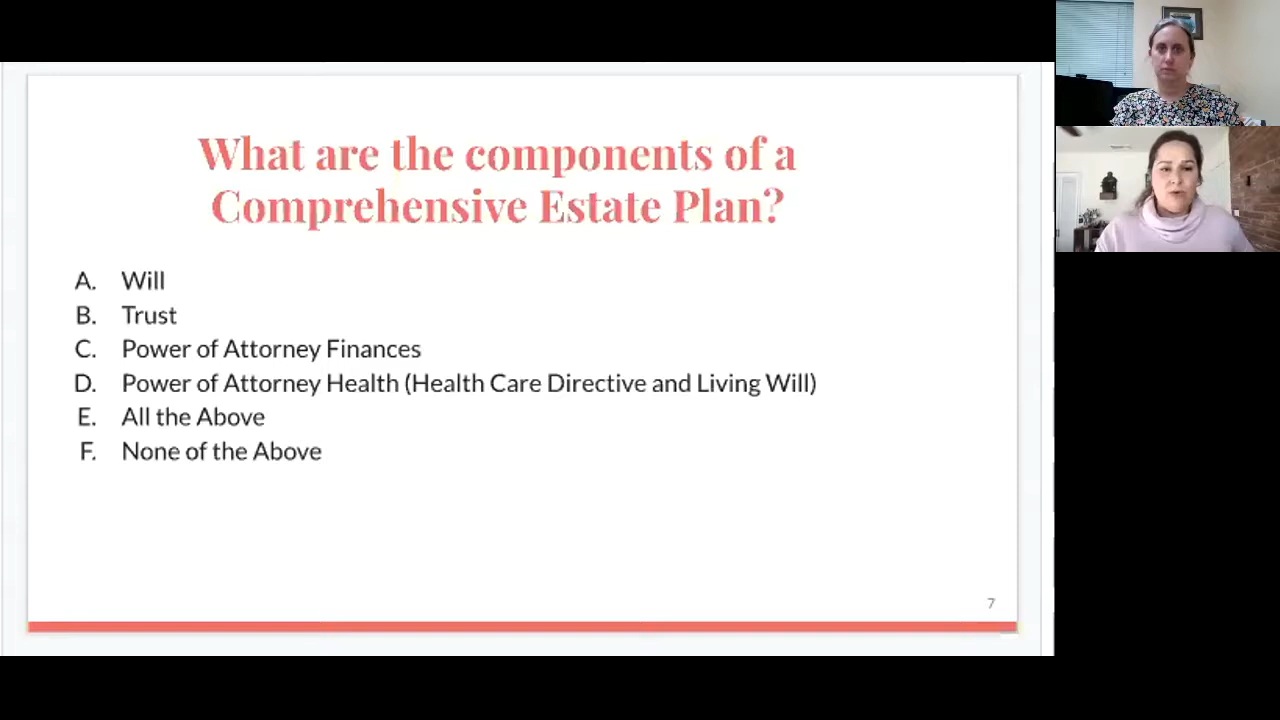 What are the components of a
Comprehensive Estate Plan?
A. Will
B. Trust
C. Power of Attorney Finances
D. Power of Attorney Health (Health Care Directive and Living Will)
E. All the Above
F. None of the Above
7